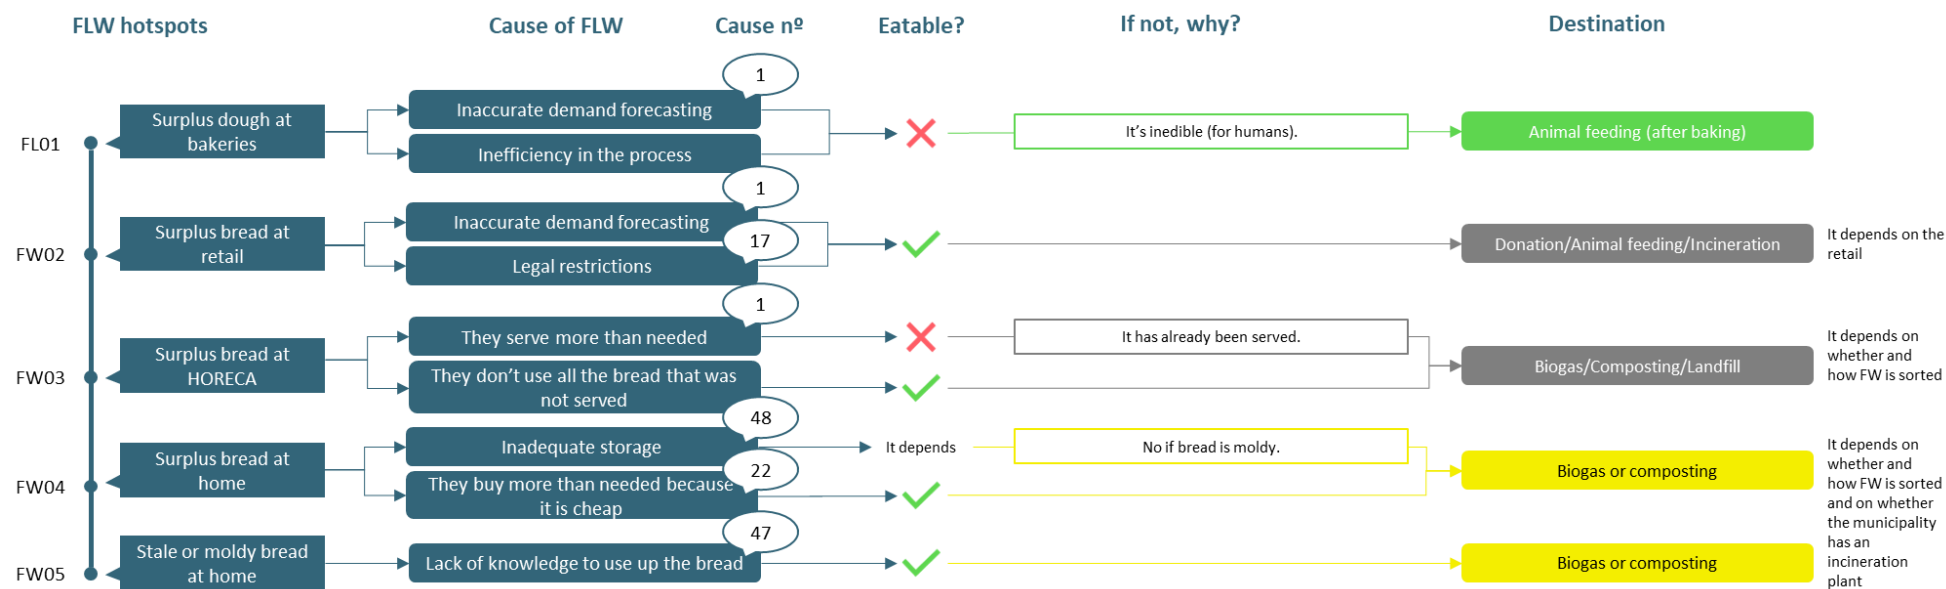 FLW hotspots
Cause of FLW
Cause nº
Eatable?
If not, why?
Destination
FL01
Surplus dough at
bakeries
Inaccurate demand forecasting
1
Inefficiency in the process
It's inedible (for humans).
Animal feeding (after baking)
FW02
Surplus bread at
retail
Inaccurate demand forecasting
1
Legal restrictions
17
Donation/Animal feeding/Incineration
It depends on the
retail
FW03
Surplus bread at
HORECA
They serve more than needed
1
They don't use all the bread that was
not served
It has already been served.
Biogas/Composting/Landfill
It depends on
whether and
how FW is sorted
FW04
Surplus bread at
home
Inadequate storage
48
They buy more than needed because
it is cheap
22
It depends
No if bread is moldy.
Biogas or composting
It depends on
whether and
how FW is sorted
and on whether
the municipality
has an
incineration
plant
FW05
Stale or moldy bread
at home
Lack of knowledge to use up the bread
47
Biogas or composting